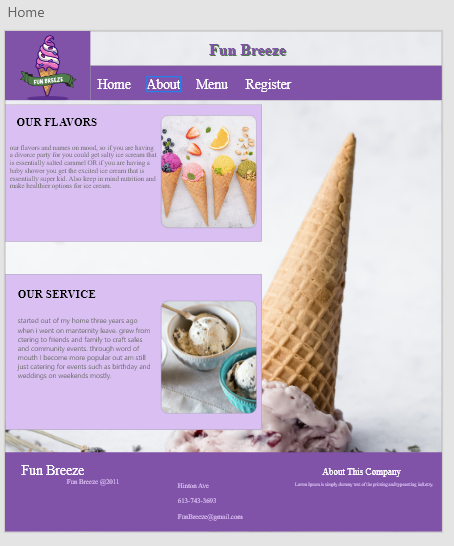 Home
FUN BREEZE
Fun Breeze
Home About Menu Register
OUR FLAVORS
our flavors and names on mood, so if you are having
a divorce party for you could get salty ice sceeam that
is essentially salted caramel OR if you are having a
baby shower you get the excited ice cream that is
essentially super kid. Also keep in mind nutrition and
make healthier options for ice cream.
OUR SERVICE
started out of my home three years ago
when I went on menternity leave. grew from
ctering to friends and family to craft sales
and community events. through word of
mouth I become more popular out am still
just catering for events such as birthday and
weddings on weekends mostly.
Fun Breeze
Fun Breeze @2011
Hinton Ave
613-743-3693
FunBreeze@gmail.com
About This Company
Lorem Ipsum is simply dummy text of the printing and typesetting industry.